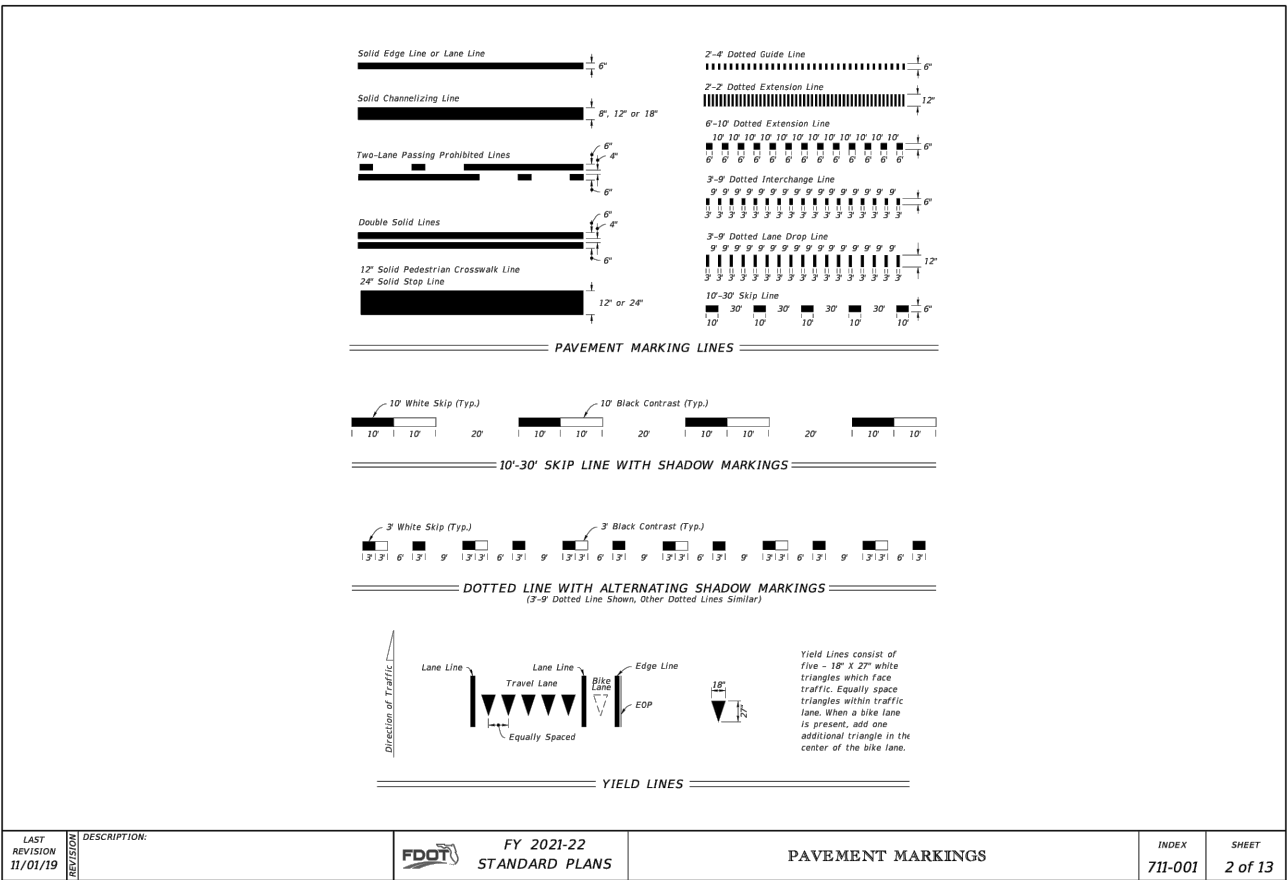 Solid Edge Line or Lane Line
6"
Solid Channelizing Line
8", 12" or 18"
Two-Lane Passing Prohibited Lines
6"
4"
6"
Double Solid Lines
6"
4"
6"
12" Solid Pedestrian Crosswalk Line
24" Solid Stop Line
12" or 24"
2'-4' Dotted Guide Line
6"
2'-2' Dotted Extension Line
12"
6'-10' Dotted Extension Line
10' 10' 10' 10' 10' 10' 10' 10' 10' 10' 10' 10'
6"
6' 6' 6' 6' 6' 6' 6' 6' 6' 6' 6' 6' 6'
3'-9' Dotted Interchange Line
9' 9' 9' 9' 9' 9' 9' 9' 9' 9' 9' 9' 9' 9' 9'
6"
3' 3' 3' 3' 3' 3' 3' 3' 3' 3' 3' 3' 3' 3' 3' 3'
3'-9' Dotted Lane Drop Line
9' 9' 9' 9' 9' 9' 9' 9' 9' 9' 9' 9' 9' 9' 9'
12"
3' 3' 3' 3' 3' 3' 3' 3' 3' 3' 3' 3' 3' 3' 3' 3'
10'-30' Skip Line
30' 30' 30' 30'
6"
10' 10' 10' 10' 10'
PAVEMENT MARKING LINES
10' White Skip (Typ.)
10' Black Contrast (Typ.)
10' 10' 20' 10' 10' 20' 10' 10' 20' 10' 10'
10'-30' SKIP LINE WITH SHADOW MARKINGS
3' White Skip (Typ.)
3' Black Contrast (Typ.)
3' 3' 6' 3' 9' 3' 3' 6' 3' 9' 3' 3' 6' 3' 9' 3' 3' 6' 3' 9' 3' 3' 6' 3' 9' 3' 3' 6' 3'
DOTTED LINE WITH ALTERNATING SHADOW MARKINGS
(3'-9' Dotted Line Shown, Other Dotted Lines Similar)
Direction of Traffic
Lane Line
Travel Lane
Lane Line
Bike
Lane
Edge Line
EOP
Equally Spaced
18"
27"
Yield Lines consist of
five - 18" X 27" white
triangles which face
traffic. Equally space
triangles within traffic
lane. When a bike lane
is present, add one
additional triangle in the
center of the bike lane.
YIELD LINES
LAST
REVISION
11/01/19
REVISION
DESCRIPTION:
FDOT
FY 2021-22
STANDARD PLANS
PAVEMENT MARKINGS
INDEX
711-001
SHEET
2 of 13